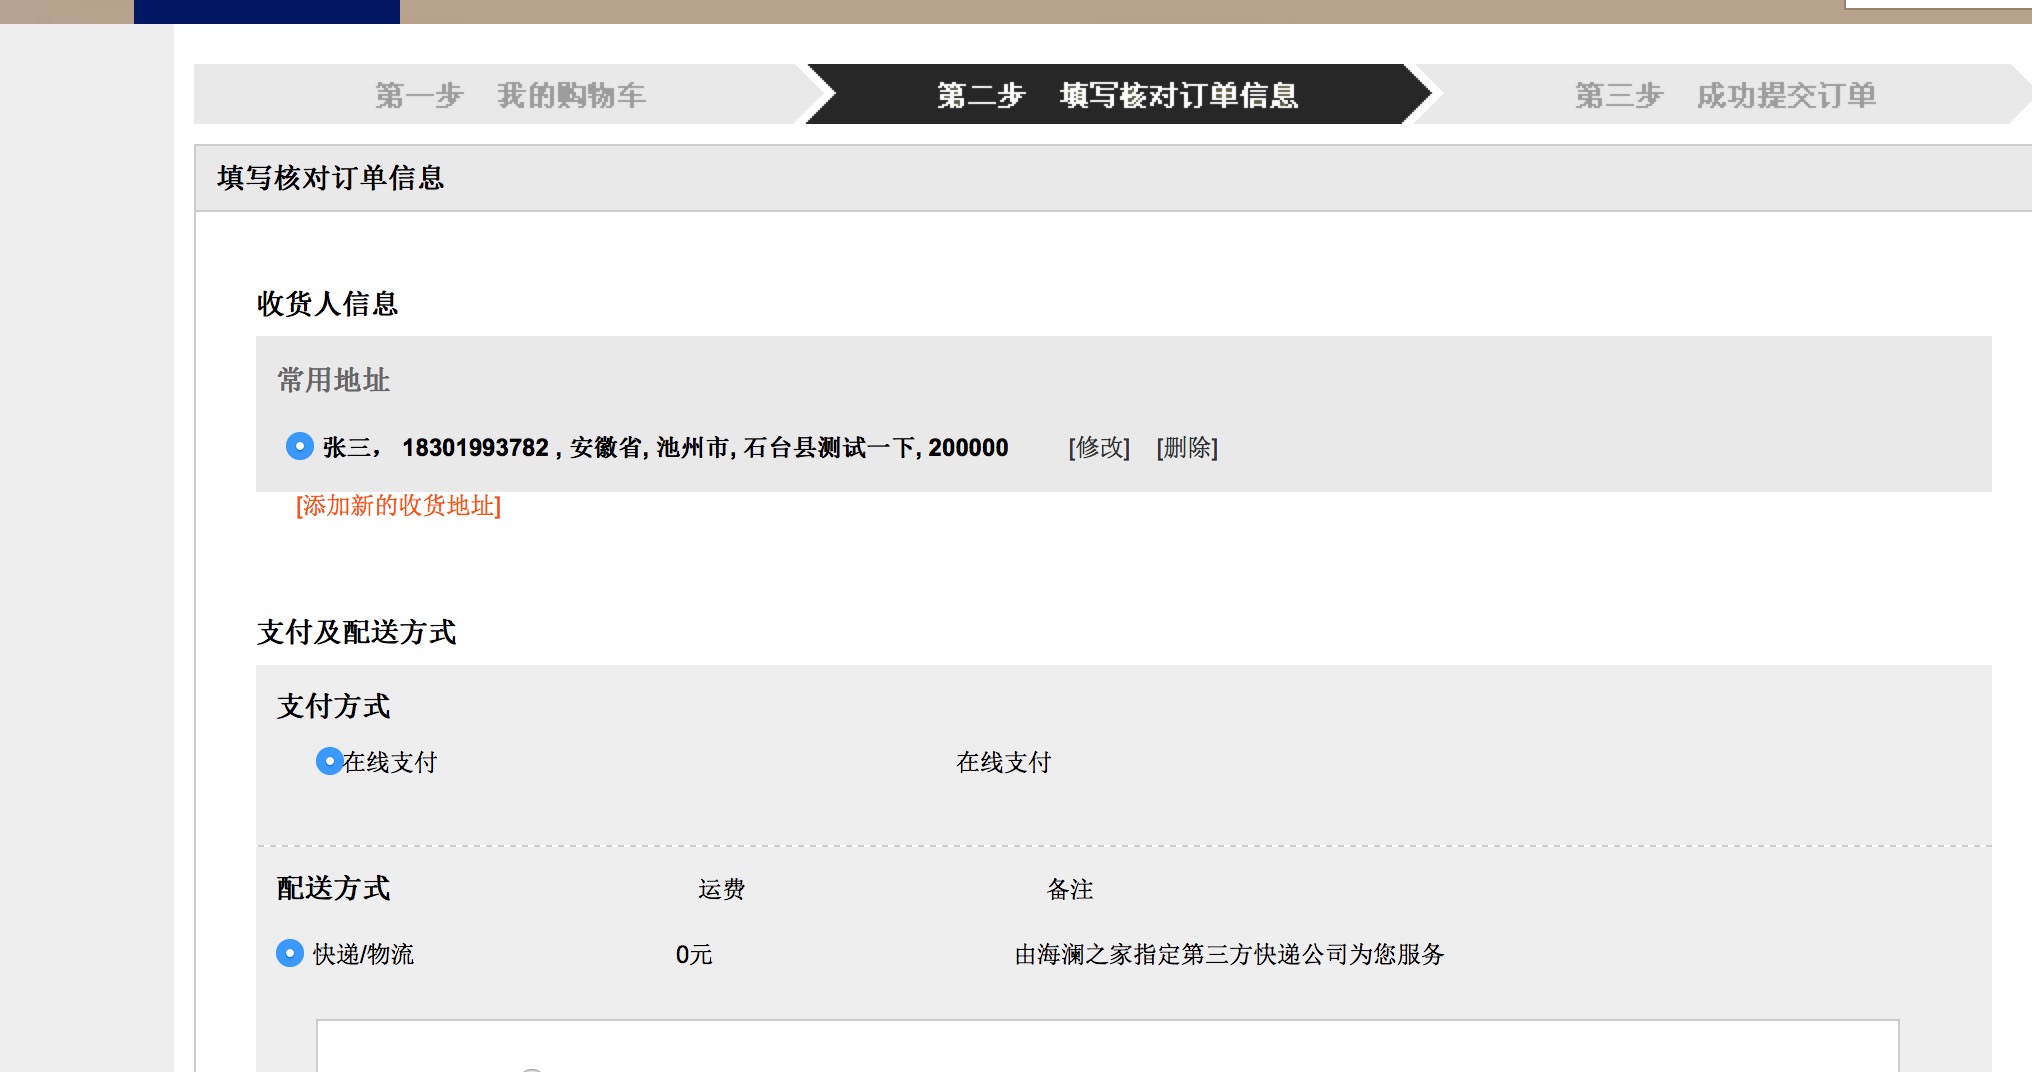 第一步 我的购物车
第二步 填写核对订单信息
第三步 成功提交订单
填写核对订单信息
收货人信息
常用地址
张三， 18301993782 , 安徽省, 池州市, 石台县测试一下, 200000 [修改] [删除]
[添加新的收货地址]
支付及配送方式
支付方式
在线支付 在线支付
配送方式 运费 备注
快递/物流 0元 由海澜之家指定第三方快递公司为您服务